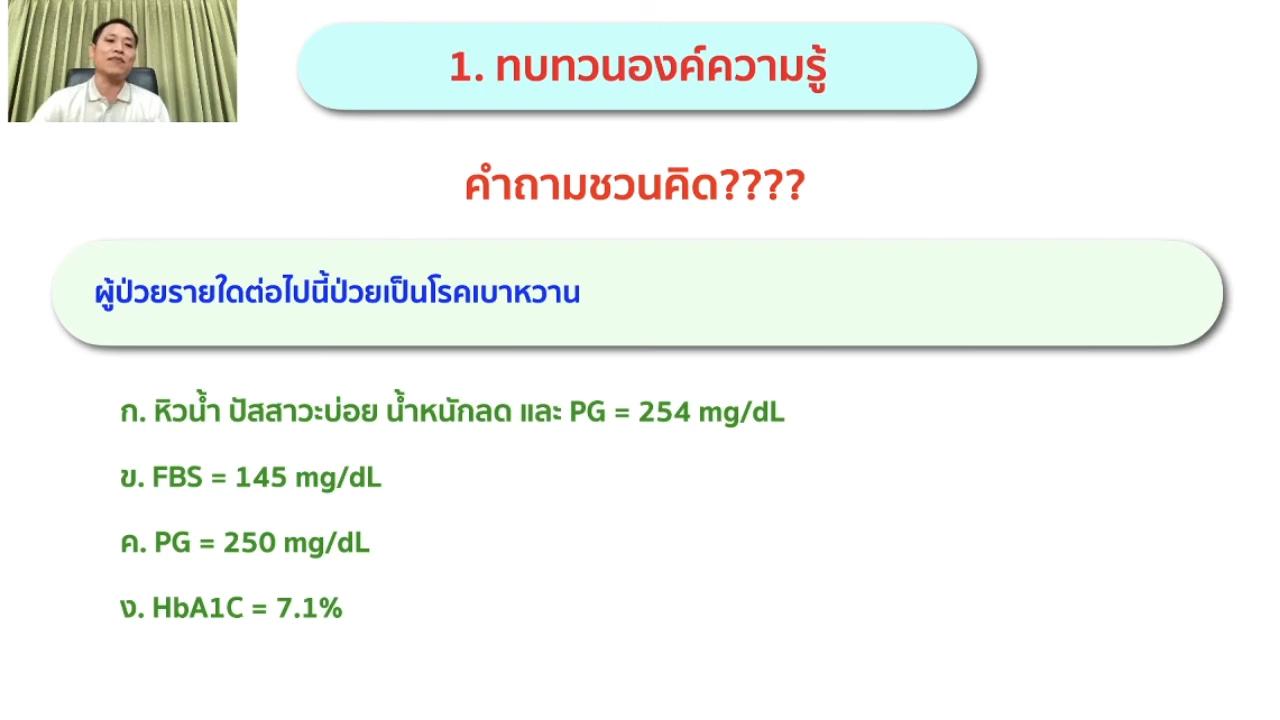 1. ทบทวนองค์ความรู้
คำถามชวนคิด????
ผู้ป่วยรายใดต่อไปนี้ป่วยเป็นโรคเบาหวาน
ก. หิวน้ำ ปัสสาวะบ่อย น้ำหนักลด และ PG = 254 mg/dL
ข. FBS = 145 mg/dL
ค. PG = 250 mg/dL
ง. HbA1C = 7.1%